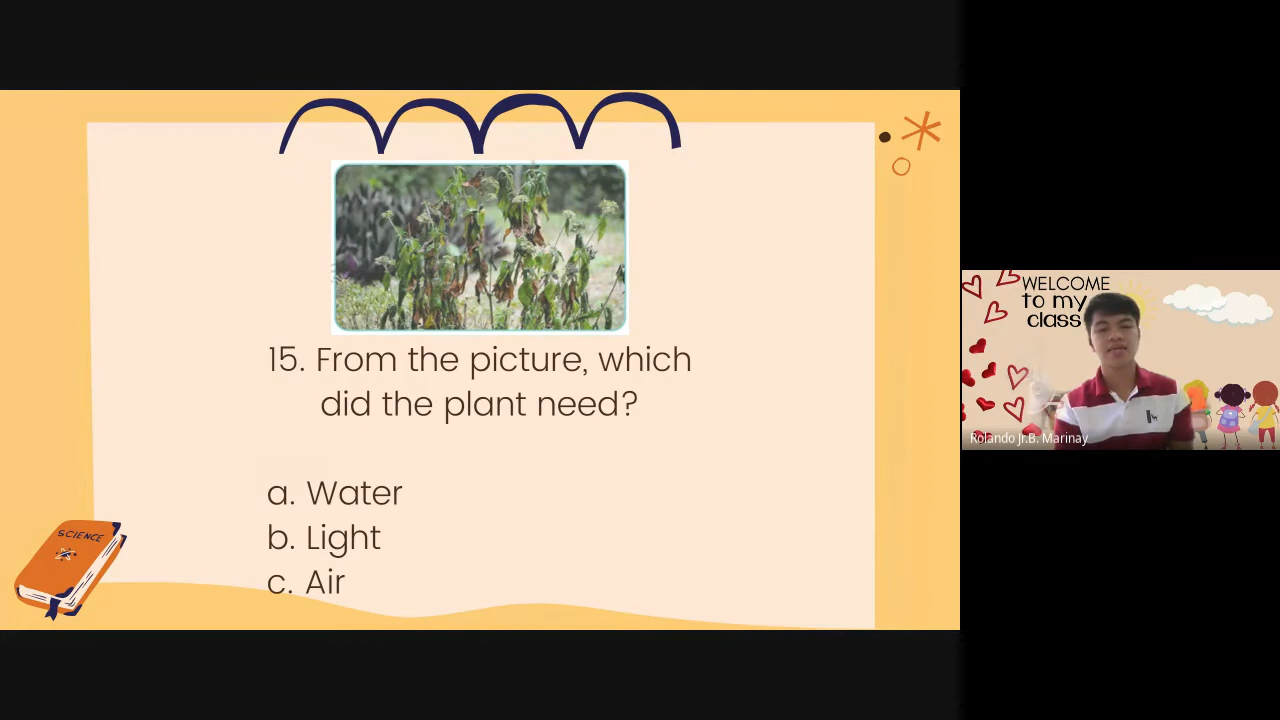 15. From the picture, which
did the plant need?
a. Water
b. Light
c. Air
SCIENCE
WELCOME
to my
class
Rolando Jr.B. Marinay